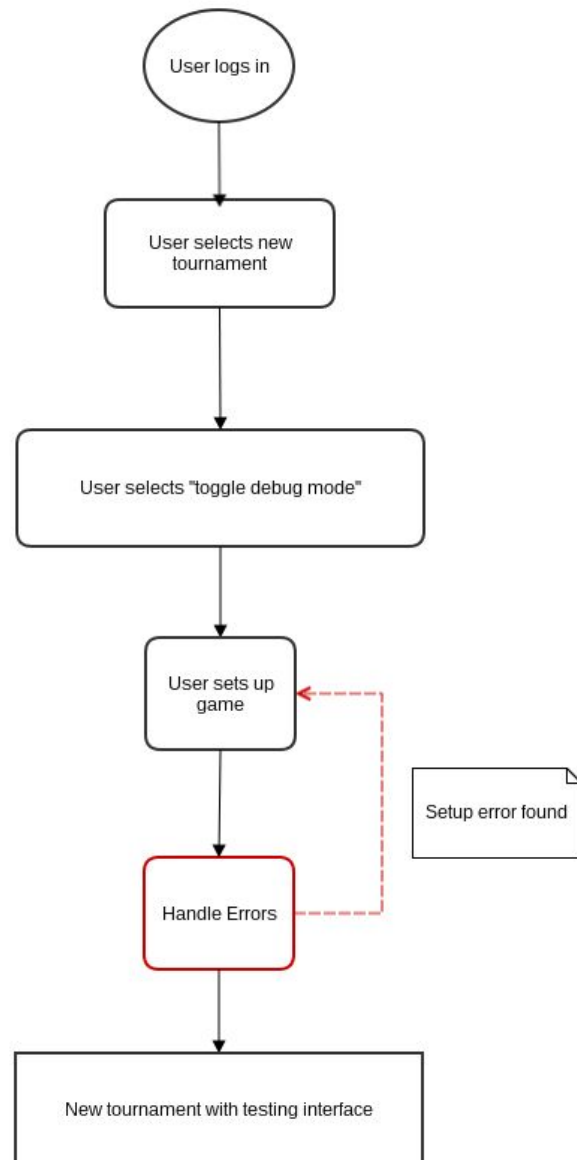 User logs in
User selects new
tournament
User selects "toggle debug mode"
User sets up
game
Setup error found
Handle Errors
New tournament with testing interface